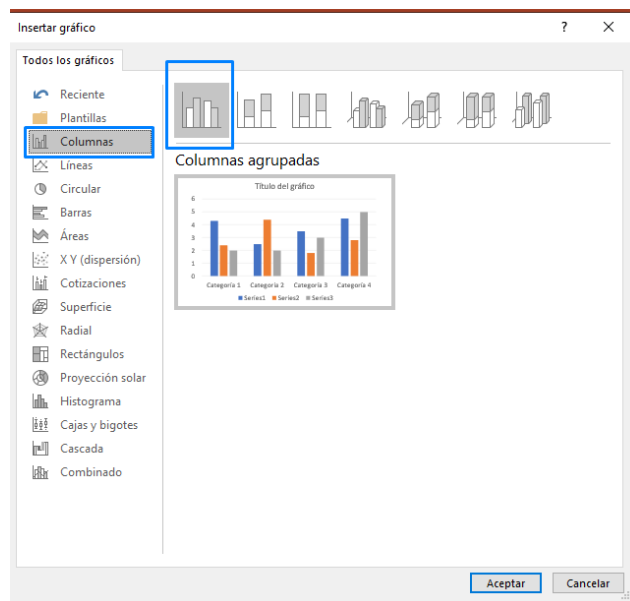 Insertar gráfico
?
Todos los gráficos
Reciente
Plantillas
Columnas
Líneas
Circular
Barras
Áreas
X Y (dispersión)
Cotizaciones
Superficie
Radial
Rectángulos
Proyección solar
Histograma
Cajas y bigotes
Cascada
Combinado
Columnas agrupadas
Título del gráfico
6
5
4
3
2
1
0
Categoría 1 Categoría 2 Categoría 3 Categoría 4
Series1 Series2 Series3
Aceptar Cancelar